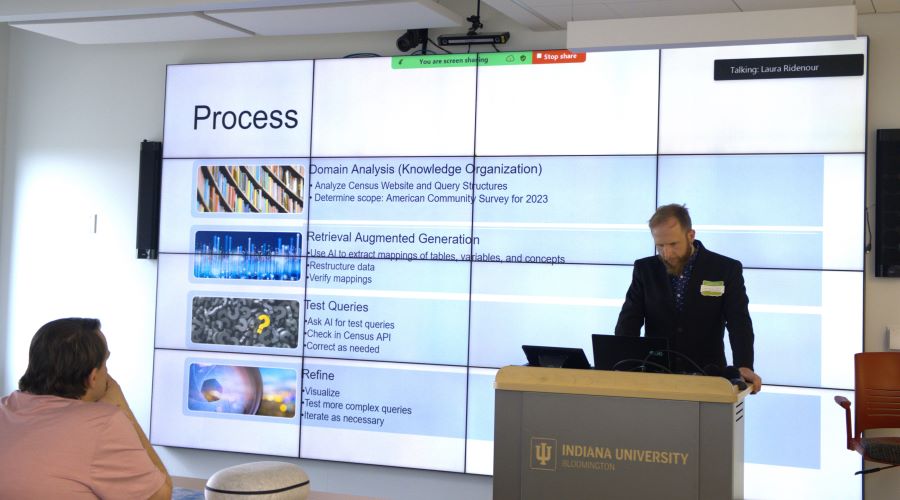 You are screen sharing
Stop share
Talking: Laura Ridenour
Process
Domain Analysis (Knowledge Organization)
• Analyze Census Website and Query Structures
• Determine scope: American Community Survey for 2023
Retrieval Augmented Generation
•Use AI to extract mappings of tables, variables, and concepts
•Restructure data
•Verify mappings
Test Queries
•Ask AI for test queries
•Check in Census API
•Correct as needed
Refine
•Visualize
•Test more complex queries
•Iterate as necessary
INDIANA UNIVERSITY
BLOOMINGTON